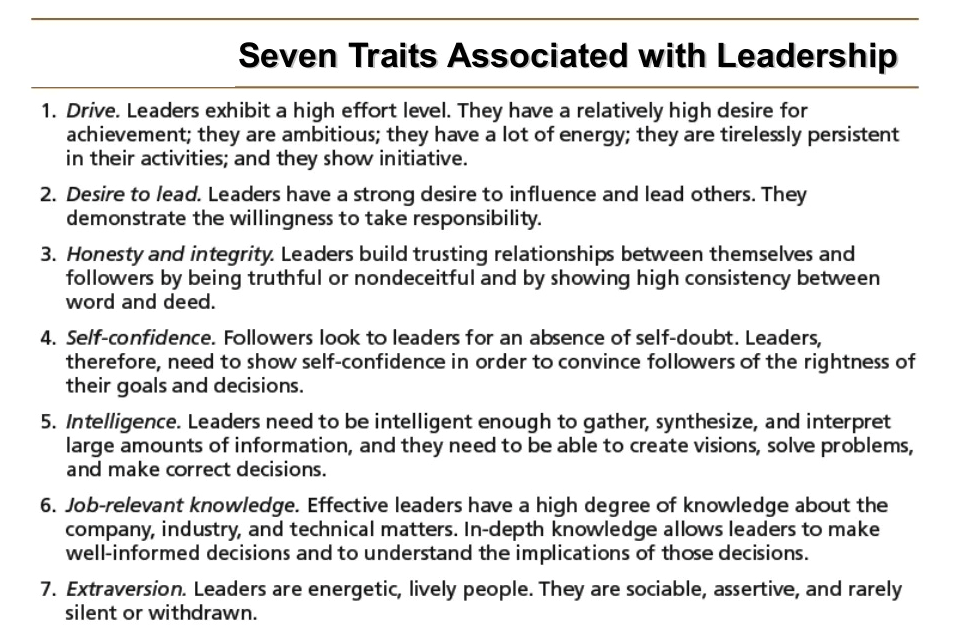 Seven Traits Associated with Leadership
1. Drive. Leaders exhibit a high effort level. They have a relatively high desire for
achievement; they are ambitious; they have a lot of energy; they are tirelessly persistent
in their activities; and they show initiative.
2. Desire to lead. Leaders have a strong desire to influence and lead others. They
demonstrate the willingness to take responsibility.
3. Honesty and integrity. Leaders build trusting relationships between themselves and
followers by being truthful or nondeceitful and by showing high consistency between
word and deed.
4. Self-confidence. Followers look to leaders for an absence of self-doubt. Leaders,
therefore, need to show self-confidence in order to convince followers of the rightness of
their goals and decisions.
5. Intelligence. Leaders need to be intelligent enough to gather, synthesize, and interpret
large amounts of information, and they need to be able to create visions, solve problems,
and make correct decisions.
6. Job-relevant knowledge. Effective leaders have a high degree of knowledge about the
company, industry, and technical matters. In-depth knowledge allows leaders to make
well-informed decisions and to understand the implications of those decisions.
7. Extraversion. Leaders are energetic, lively people. They are sociable, assertive, and rarely
silent or withdrawn.